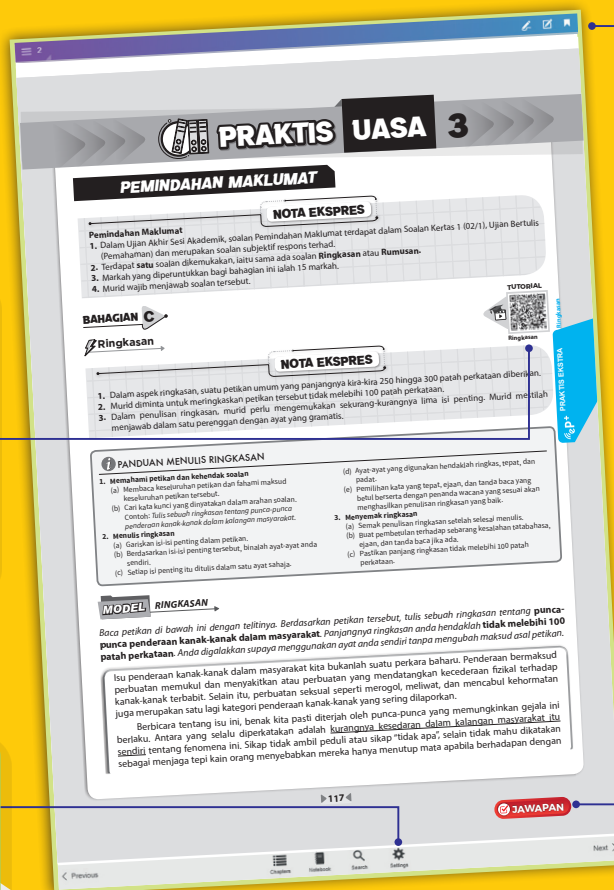 2
PRAKTIS UASA 3
PEMINDAHAN MAKLUMAT
NOTA EKSPRES
Pemindahan Maklumat
1. Dalam Ujian Akhir Sesi Akademik, soalan Pemindahan Maklumat terdapat dalam Soalan Kertas 1 (02/1), Ujian Bertulis
(Pemahaman) dan merupakan soalan subjektif respons terhad.
2. Terdapat satu soalan dikemukakan, iaitu sama ada soalan Ringkasan atau Rumusan.
3. Markah yang diperuntukkan bagi bahagian ini ialah 15 markah.
4. Murid wajib menjawab soalan tersebut.
TUTORIAL
Ringkasan
BAHAGIAN C
Ringkasan
Ringkasan
PRAKTIS EKSTRA
NOTA EKSPRES
1. Dalam aspek ringkasan, suatu petikan umum yang panjangnya kira-kira 250 hingga 300 patah perkataan diberikan.
2. Murid diminta untuk meringkaskan petikan tersebut tidak melebihi 100 patah perkataan.
3. Dalam penulisan ringkasan, murid perlu mengemukakan sekurang-kurangnya lima isi penting. Murid mestilah
menjawab dalam satu perenggan dengan ayat yang gramatis.
PANDUAN MENULIS RINGKASAN
1. Memahami petikan dan kehendak soalan
(a) Membaca keseluruhan petikan dan fahami maksud
keseluruhan petikan tersebut.
(b) Cari kata kunci yang dinyatakan dalam arahan soalan.
Contoh: Tulis sebuah ringkasan tentang punca-punca
penderaan kanak-kanak dalam kalangan masyarakat.
2. Menulis ringkasan
(a) Gariskan isi-isi penting dalam petikan.
(b) Berdasarkan isi-isi penting tersebut, binalah ayat-ayat anda
sendiri.
(c) Setiap isi penting itu ditulis dalam satu ayat sahaja.
(d) Ayat-ayat yang digunakan hendaklah ringkas, tepat, dan
padat.
(e) Pemilihan kata yang tepat, ejaan, dan tanda baca yang
betul berserta dengan penanda wacana yang sesuai akan
menghasilkan penulisan ringkasan yang baik.
3. Menyemak ringkasan
(a) Semak penulisan ringkasan setelah selesai menulis.
(b) Buat pembetulan terhadap sebarang kesalahan tatabahasa,
ejaan, dan tanda baca jika ada.
(c) Pastikan panjang ringkasan tidak melebihi 100 patah
perkataan.
MODEL RINGKASAN
Baca petikan di bawah ini dengan telitinya. Berdasarkan petikan tersebut, tulis sebuah ringkasan tentang punca-
punca penderaan kanak-kanak dalam masyarakat. Panjangnya ringkasan anda hendaklah tidak melebihi 100
patah perkataan. Anda digalakkan supaya menggunakan ayat anda sendiri tanpa mengubah maksud asal petikan.
Isu penderaan kanak-kanak dalam masyarakat kita bukanlah suatu perkara baharu. Penderaan bermaksud
perbuatan memukul dan menyakitkan atau perbuatan yang mendatangkan kecederaan fizikal terhadap
kanak-kanak terbabit. Selain itu, perbuatan seksual seperti merogol, meliwat, dan mencabul kehormatan
juga merupakan satu lagi kategori penderaan kanak-kanak yang sering dilaporkan.
Berbicara tentang isu ini, benak kita pasti diterjah oleh punca-punca yang memungkinkan gejala ini
berlaku. Antara yang selalu diperkatakan adalah kurangnya kesedaran dalam kalangan masyarakat itu
sendiri tentang fenomena ini. Sikap tidak ambil peduli atau sikap "tidak apa", selain tidak mahu dikatakan
sebagai menjaga tepi kain orang menyebabkan mereka hanya menutup mata apabila berhadapan dengan
117
JAWAPAN
Previous
Chapters
Notebook
Search
Settings
Next